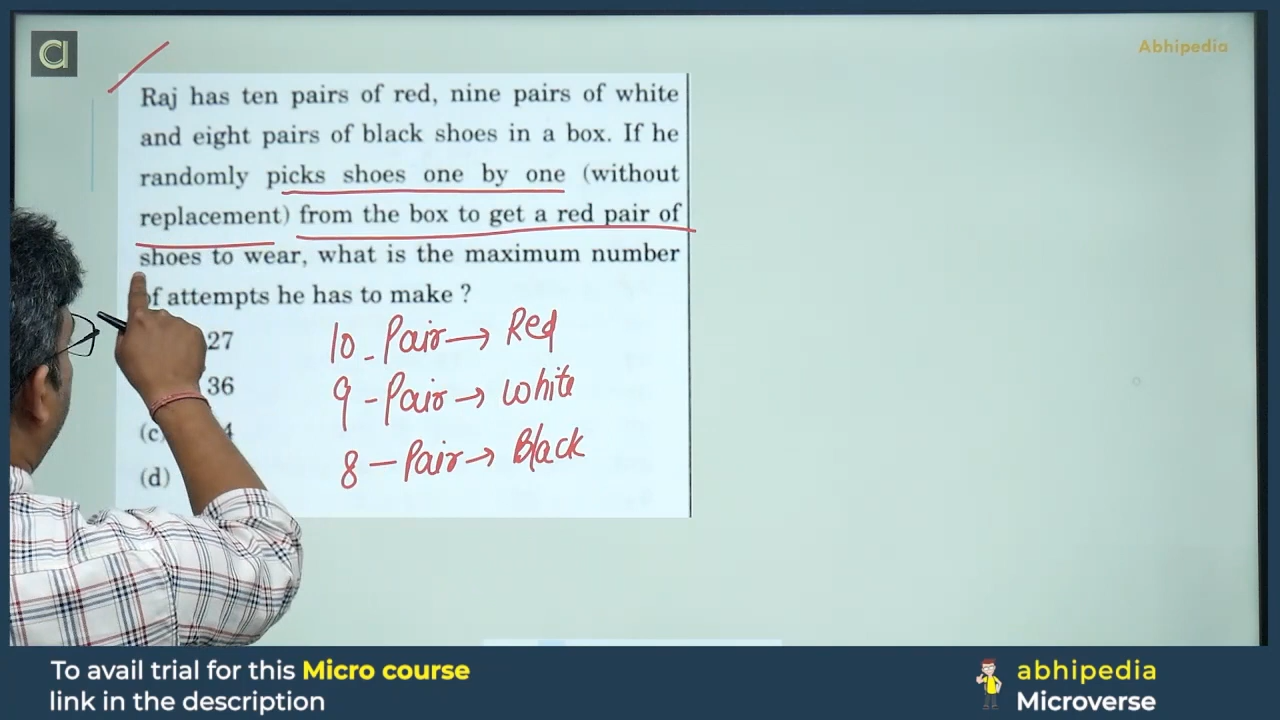 Abhipedia
Raj has ten pairs of red, nine pairs of white
and eight pairs of black shoes in a box. If he
randomly picks shoes one by one (without
replacement) from the box to get a red pair of
shoes to wear, what is the maximum number
of attempts he has to make ?
27
36
(c) 4
(d)
10 - Pair → Red
9 - Pair → White
8 - Pair → Black
To avail trial for this Micro course
link in the description
abhipedia
Microverse